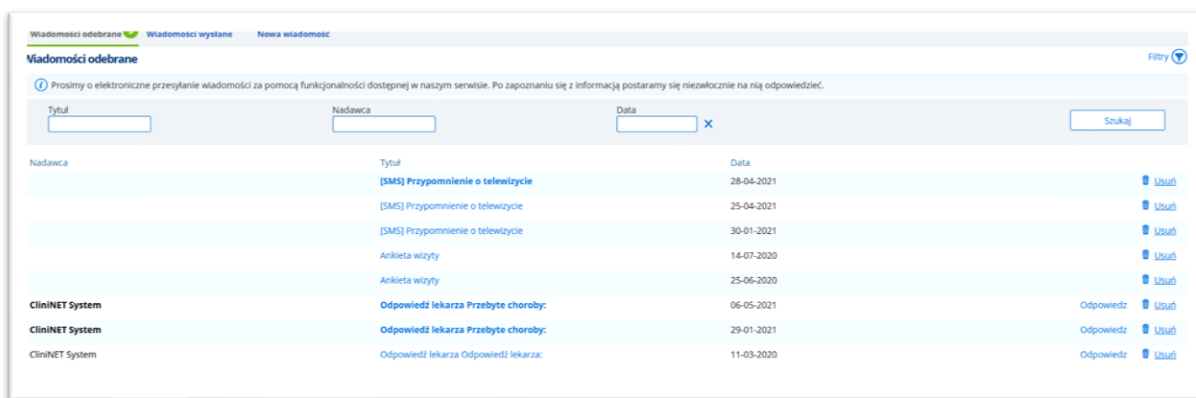 Wiadomości odebrane Wiadomości wysłane Nowa wiadomość
Wiadomości odebrane Filtry
Prosimy o elektroniczne przesyłanie wiadomości za pomocą funkcjonalności dostępnej w naszym serwisie. Po zapoznaniu się z informacją postaramy się niezwłocznie na nią odpowiedzieć.
Tytuł Nadawca Data
Szukaj
Nadawca Tytuł Data
[SMS] Przypomnienie o telewizycie 28-04-2021 Usuń
[SMS] Przypomnienie o telewizycie 25-04-2021 Usuń
[SMS] Przypomnienie o telewizycie 30-01-2021 Usuń
Ankieta wizyty 14-07-2020 Usuń
Ankieta wizyty 25-06-2020 Usuń
CliniNET System Odpowiedź lekarza Przebyte choroby: 06-05-2021 Odpowiedz Usuń
CliniNET System Odpowiedź lekarza Przebyte choroby: 29-01-2021 Odpowiedz Usuń
CliniNET System Odpowiedź lekarza Odpowiedź lekarza: 11-03-2020 Odpowiedz Usuń